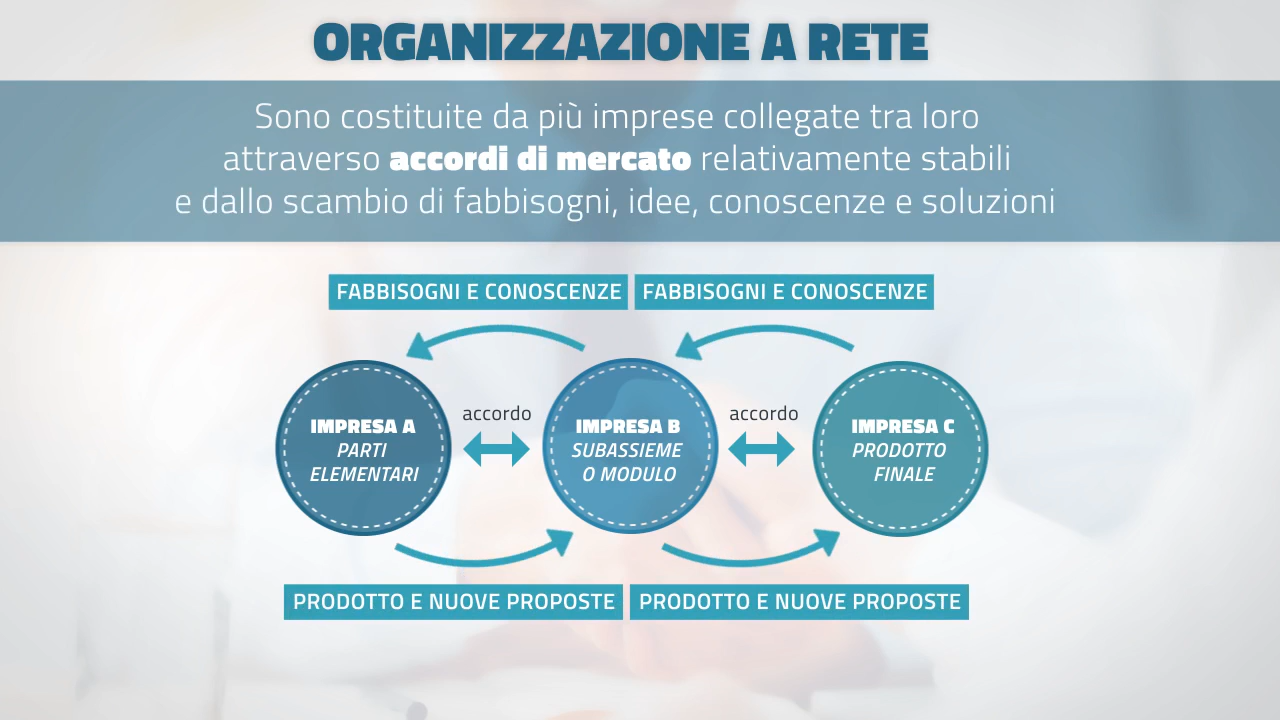 ORGANIZZAZIONE A RETE
Sono costituite da più imprese collegate tra loro
attraverso accordi di mercato relativamente stabili
e dallo scambio di fabbisogni, idee, conoscenze e soluzioni
FABBISOGNI E CONOSCENZE
FABBISOGNI E CONOSCENZE
IMPRESA A
PARTI
ELEMENTARI
accordo
IMPRESA B
SUBASSIEME
O MODULO
accordo
IMPRESA C
PRODOTTO
FINALE
PRODOTTO E NUOVE PROPOSTE
PRODOTTO E NUOVE PROPOSTE